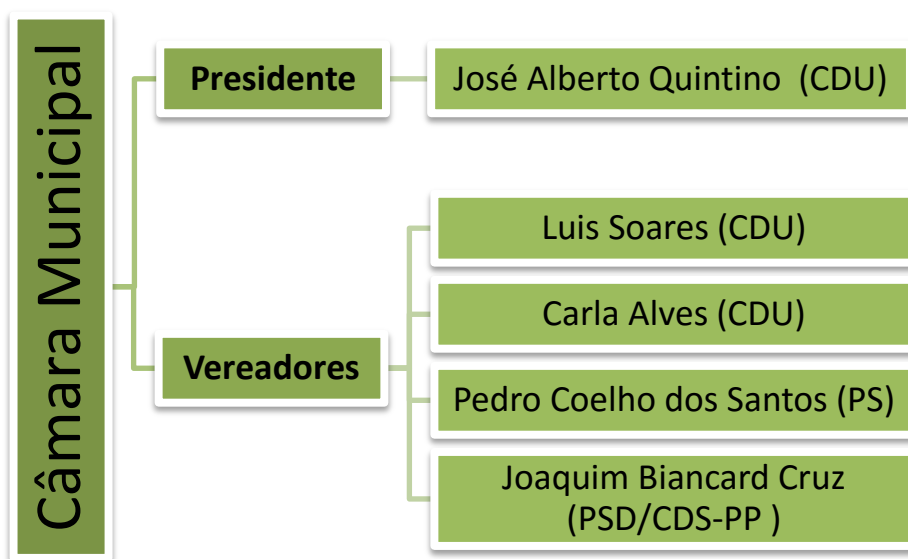 Câmara Municipal
Presidente
José Alberto Quintino (CDU)
Vereadores
Luis Soares (CDU)
Carla Alves (CDU)
Pedro Coelho dos Santos (PS)
Joaquim Biancard Cruz
(PSD/CDS-PP )